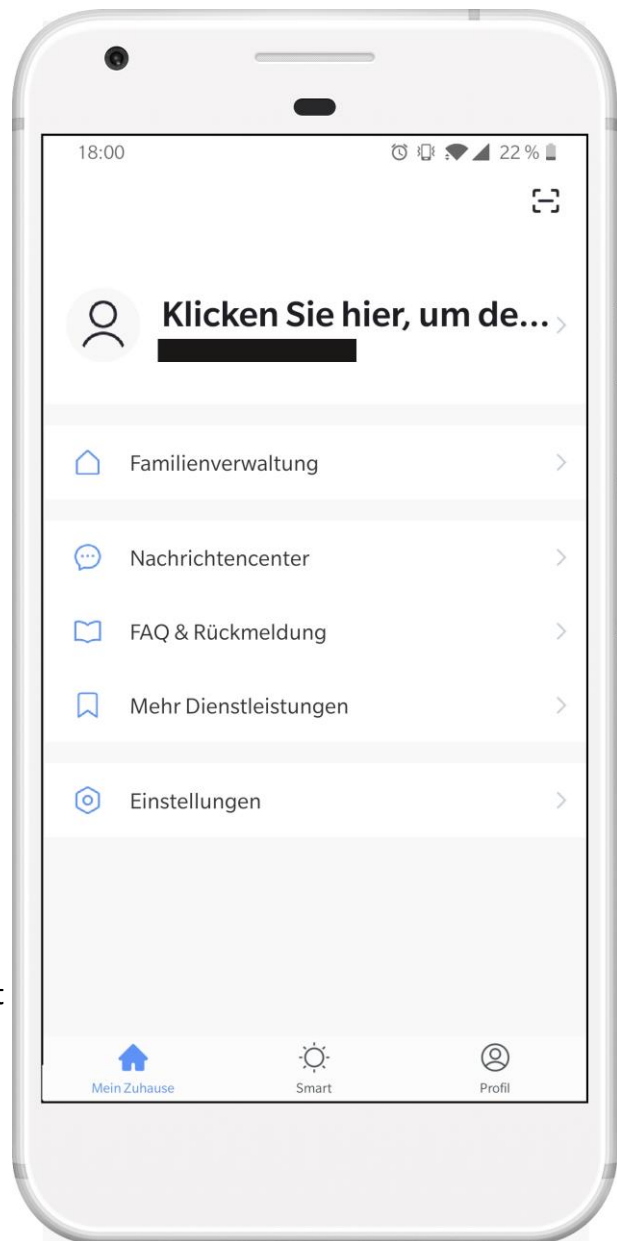 18:00 22 %
Klicken Sie hier, um de...
Familienverwaltung
Nachrichtencenter
FAQ & Rückmeldung
Mehr Dienstleistungen
Einstellungen
t
Mein Zuhause Smart Profil